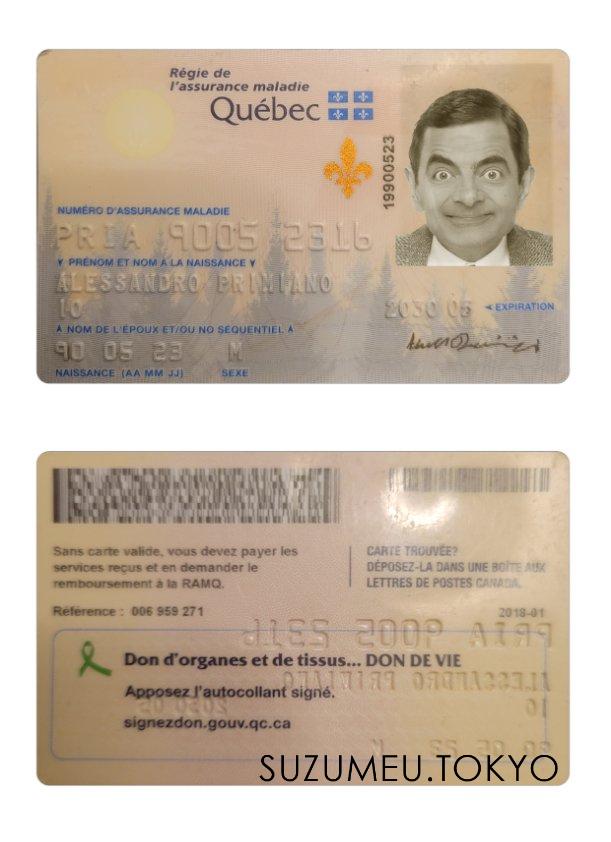 Régie de
l'assurance maladie
Québec
19900523
NUMÉRO D'ASSURANCE MALADIE
PRIA 9005 2316
PRÉNOM ET NOM À LA NAISSANCE
ALESSANDRO PRIMIANO
10
2030 05
EXPIRATION
NOM DE L'ÉPOUX ET/OU NO SÉQUENTIEL
90 05 23 M
NAISSANCE (AA MM JJ) SEXE
Sans carte valide, vous devez payer les
services reçus et en demander le
remboursement à la RAMQ.
CARTE TROUVÉE?
DÉPOSEZ-LA DANS UNE BOÎTE AUX
LETTRES DE POSTES CANADA.
Référence : 006 959 271
2018-01
Don d'organes et de tissus... DON DE VIE
Apposez l'autocollant signé.
signezdon.gouv.qc.ca
SUZUMEU.TOKYO